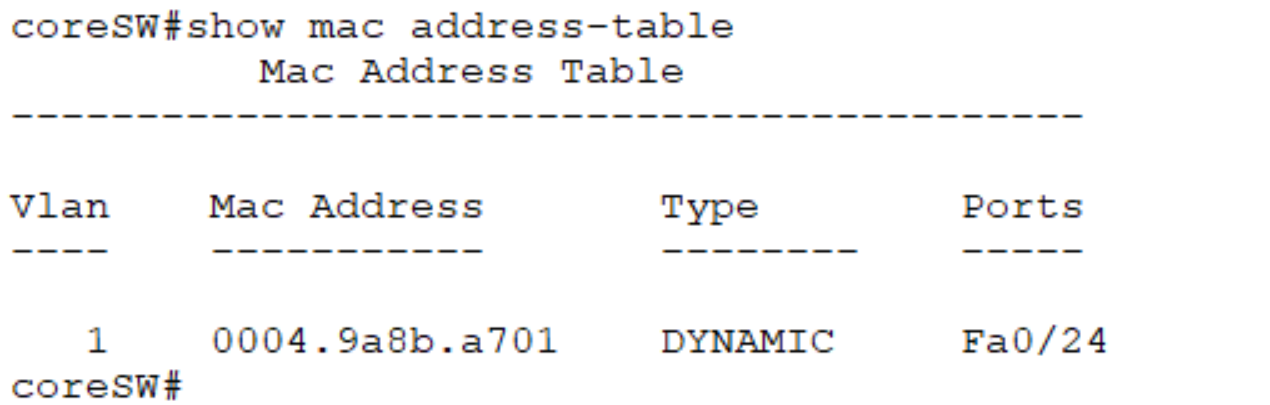 coreSW#show mac address-table
Mac Address Table
-------------------------------------------
Vlan Mac Address Type Ports
---- ----------- -------- -----
1 0004.9a8b.a701 DYNAMIC Fa0/24
coreSW#